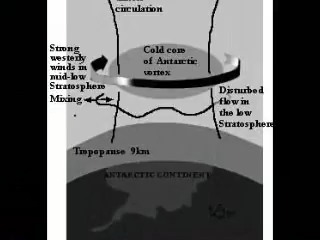 circulation
Strong
westerly
winds in
mid-low
Stratosphere
Mixing
Cold core
of Antarctic
vortex
Disturbed
flow in
the low
Stratosphere
Tropopause 9km
ANTARCTIC CONTINENT